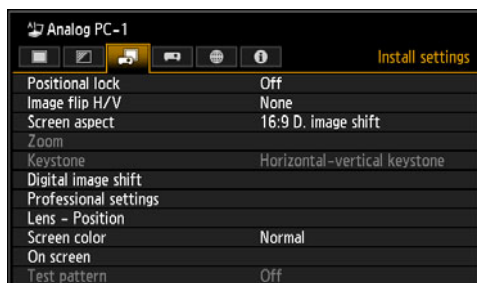 Analog PC-1
Install settings
Positional lock Off
Image flip H/V None
Screen aspect 16:9 D. image shift
Zoom
Keystone Horizontal-vertical keystone
Digital image shift
Professional settings
Lens - Position
Screen color Normal
On screen
Test pattern Off